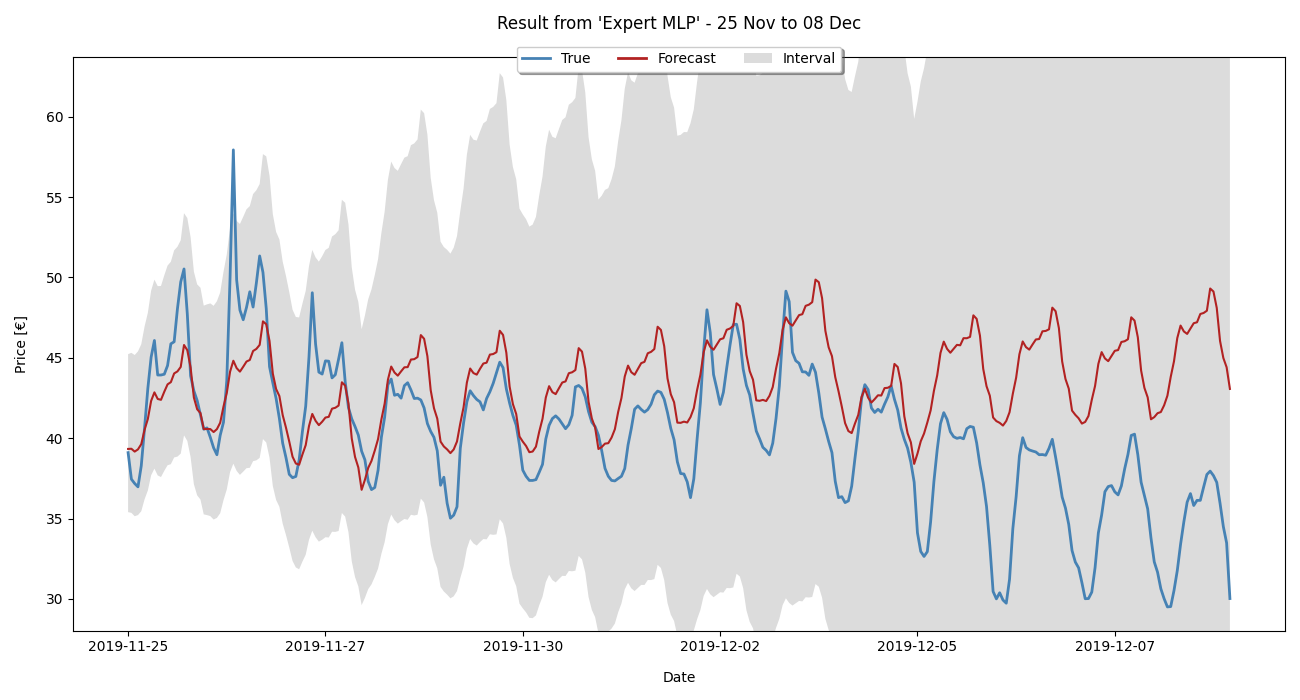 Result from 'Expert MLP' - 25 Nov to 08 Dec
True Forecast Interval
Price [€]
60
55
50
45
40
35
30
2019-11-25 2019-11-27 2019-11-30 2019-12-02 2019-12-05 2019-12-07
Date